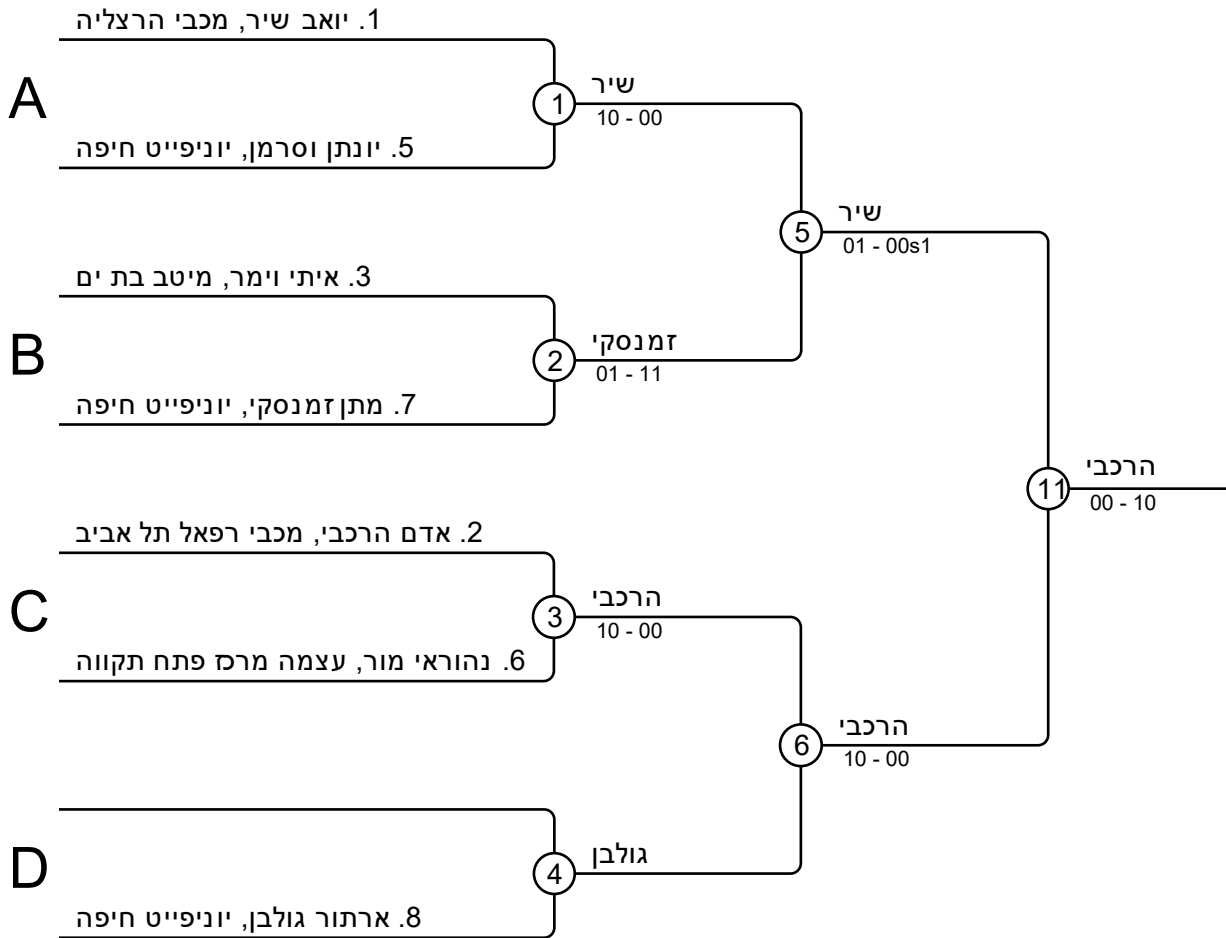 1. יואב שיר, מכבי הרצליה
A
1
שיר
10 - 00
5. יונתן וסרמן, יוניפייט חיפה
5
שיר
01 - 00s1
3. איתי וימר, מיטב בת ים
B
2
זמנסקי
01 - 11
7. מתן זמנסקי, יוניפייט חיפה
11
הרכבי
00 - 10
2. אדם הרכבי, מכבי רפאל תל אביב
C
3
הרכבי
10 - 00
6. נהוראי מור, עצמה מרכז פתח תקווה
6
הרכבי
10 - 00
D
4
גולבן
8. ארתור גולבן, יוניפייט חיפה